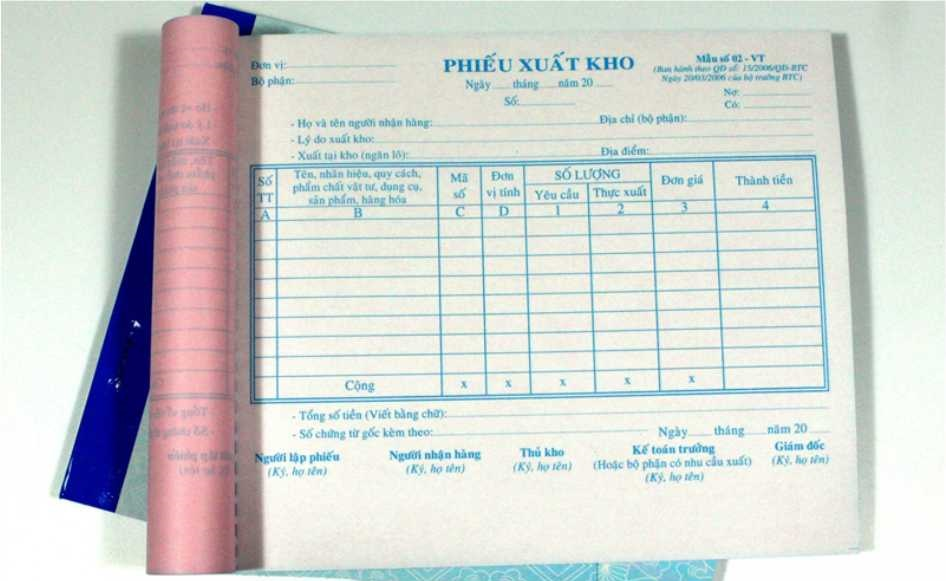 Đơn vị:
PHIẾU XUẤT KHO
Mẫu số 02 - VT
Bộ phận:
(Ban hành theo QĐ số: 15/2006/QĐ-BTC
Ngày 20/03/2006 của bộ trưởng BTC)
Ngày tháng năm 20
Số:
Nợ:
Có:
- Họ và tên người nhận hàng: Địa chỉ (bộ phận):
- Lý do xuất kho:
- Xuất tại kho (ngăn lô): Địa điểm:
Số TT
Tên, nhãn hiệu, quy cách,
phẩm chất vật tư, dụng cụ,
sản phẩm, hàng hóa
Mã số
Đơn vị tính
SỐ LƯỢNG
Yêu cầu Thực xuất
Đơn giá
Thành tiền
A B C D 1 2 3 4
Cộng x x x x x
- Tổng số tiền (Viết bằng chữ):
- Số chứng từ gốc kèm theo:
Ngày tháng năm 20
Người lập phiếu Người nhận hàng Thủ kho Kế toán trưởng Giám đốc
(Ký, họ tên) (Ký, họ tên) (Ký, họ tên) (Hoặc bộ phận có nhu cầu xuất) (Ký, họ tên)
(Ký, họ tên)